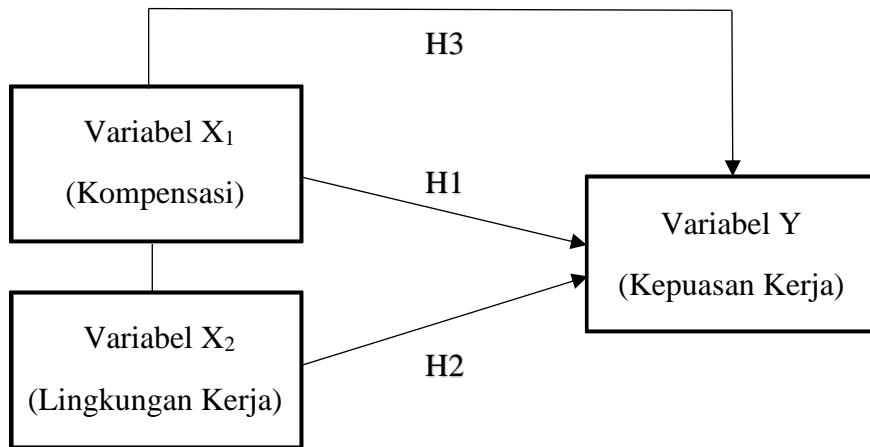 H3
Variabel X₁
(Kompensasi)
H1
Variabel Y
(Kepuasan Kerja)
Variabel X₂
(Lingkungan Kerja)
H2